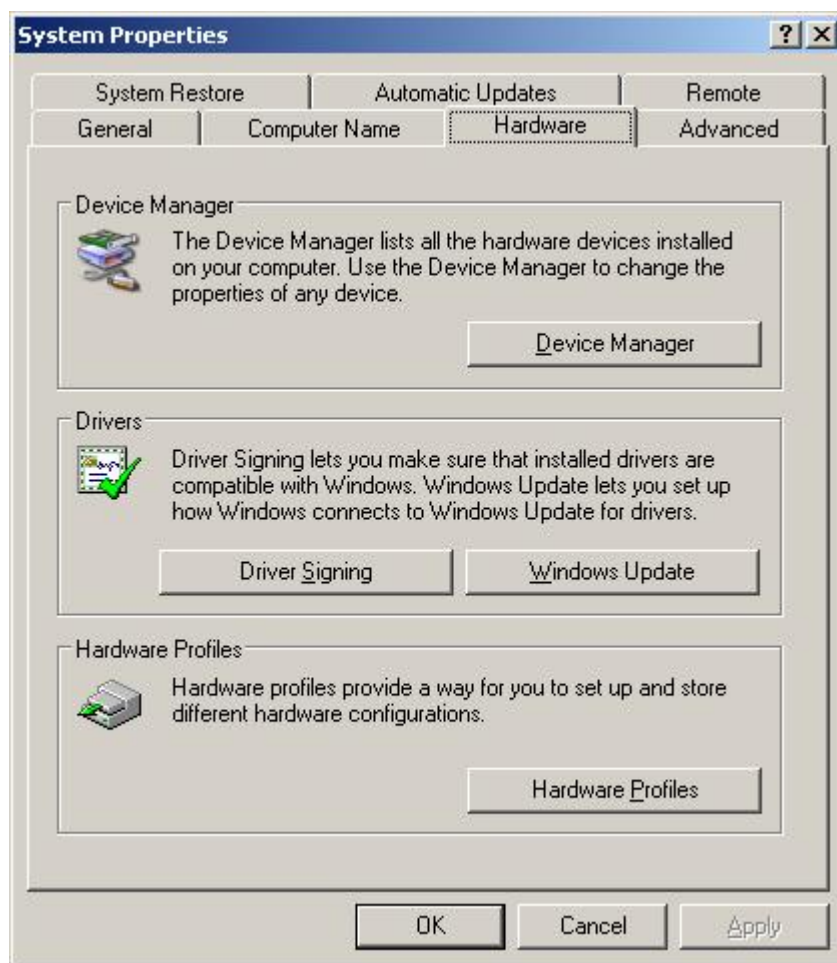 System Properties
System Restore
Automatic Updates
Remote
General
Computer Name
Hardware
Advanced
Device Manager
The Device Manager lists all the hardware devices installed
on your computer. Use the Device Manager to change the
properties of any device.
Device Manager
Drivers
Driver Signing lets you make sure that installed drivers are
compatible with Windows. Windows Update lets you set up
how Windows connects to Windows Update for drivers.
Driver Signing
Windows Update
Hardware Profiles
Hardware profiles provide a way for you to set up and store
different hardware configurations.
Hardware Profiles
OK
Cancel
Apply